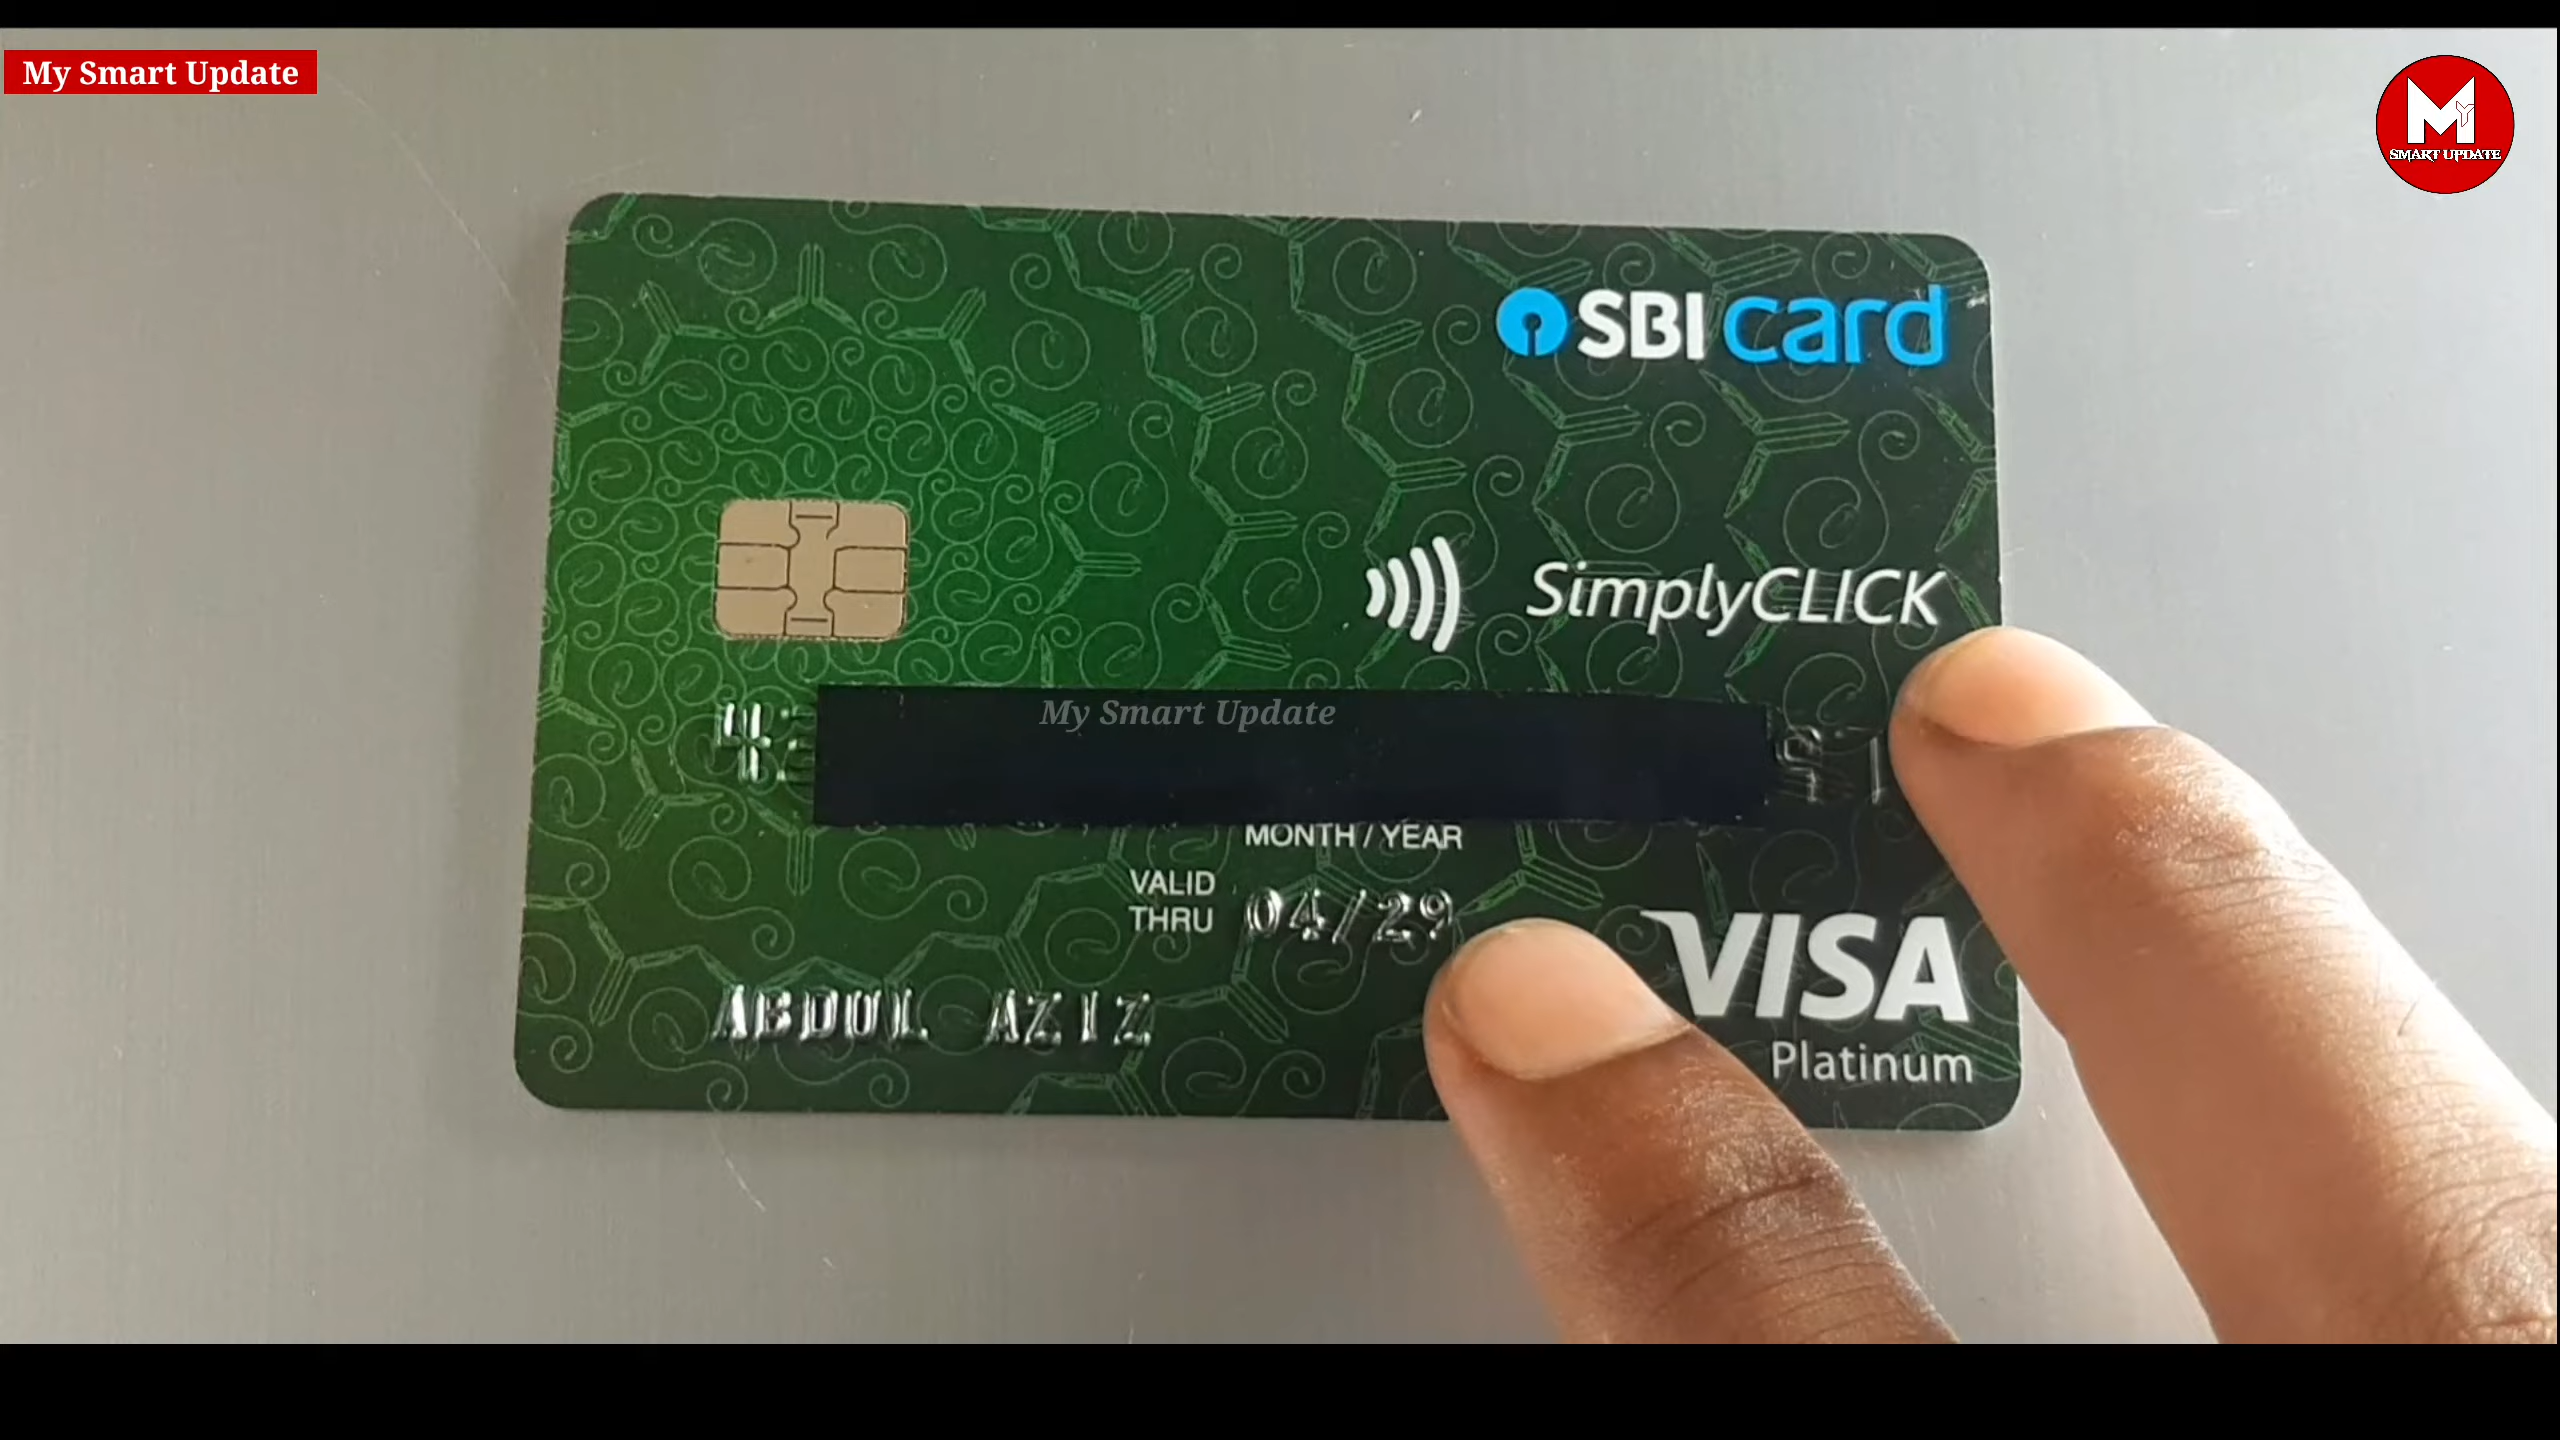 My Smart Update
M
SMART UPDATE
SBI card
SimplyCLICK
My Smart Update
MONTH / YEAR
VALID THRU
04/29
ABDUL AZIZ
VISA
Platinum